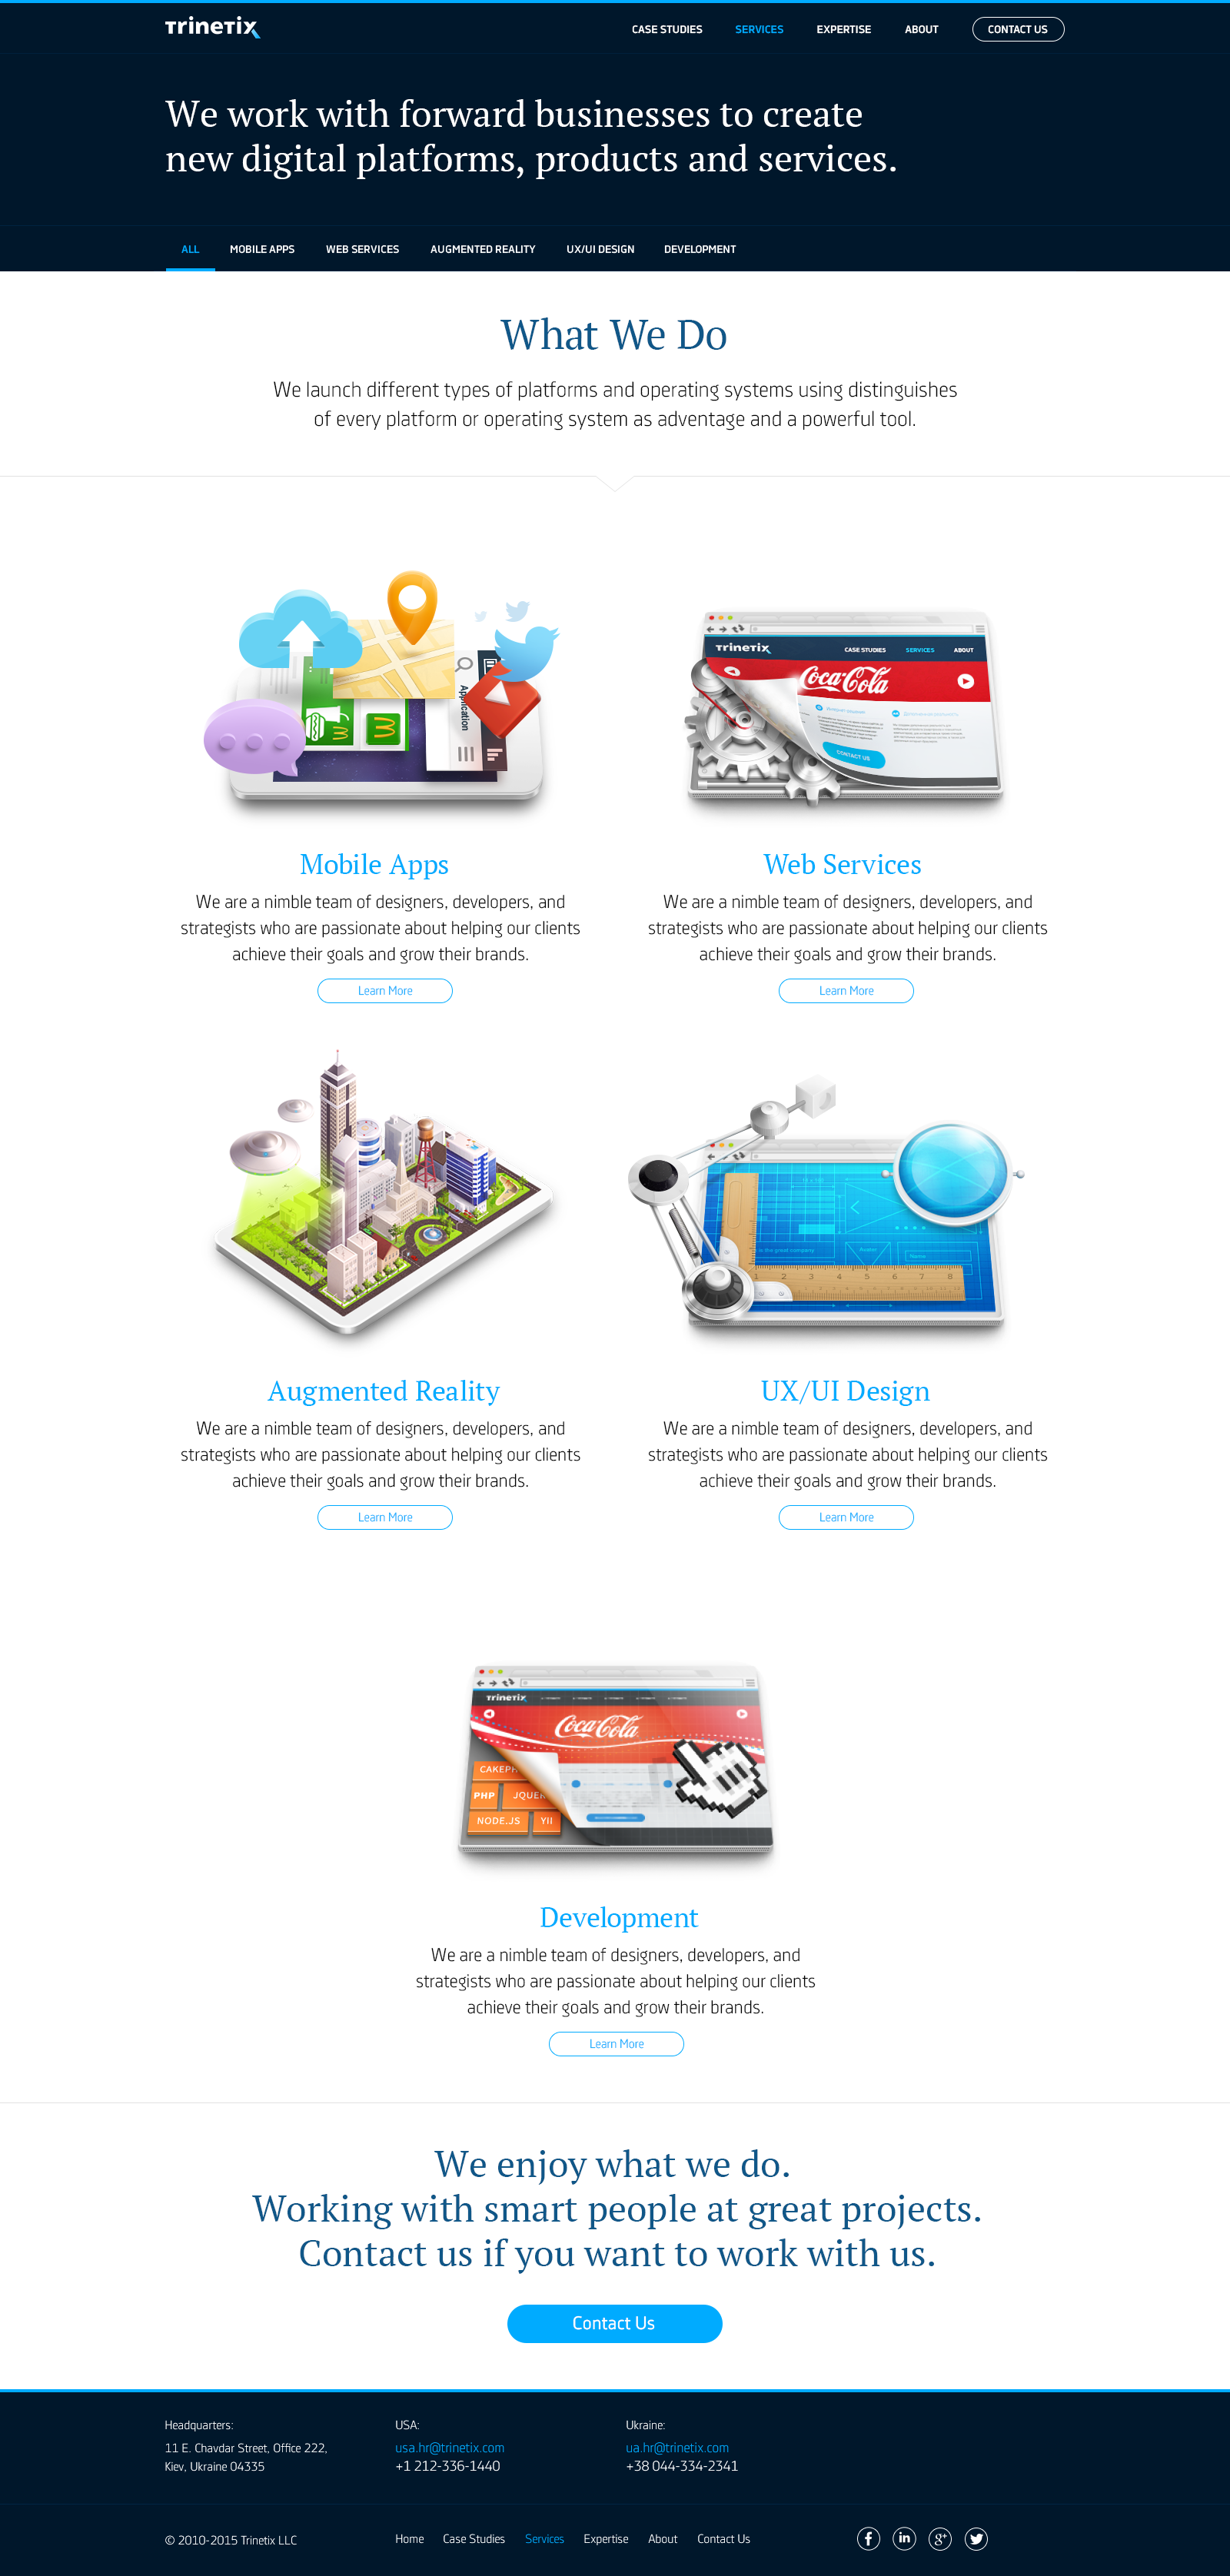 trinetix
CASE STUDIES SERVICES EXPERTISE ABOUT CONTACT US
We work with forward businesses to create
new digital platforms, products and services.
ALL MOBILE APPS WEB SERVICES AUGMENTED REALITY UX/UI DESIGN DEVELOPMENT
What We Do
We launch different types of platforms and operating systems using distinguishes
of every platform or operating system as adventage and a powerful tool.
Application
trinetix CASE STUDIES SERVICES ABOUT
Coca-Cola
CONTACT US
Mobile Apps
We are a nimble team of designers, developers, and
strategists who are passionate about helping our clients
achieve their goals and grow their brands.
Learn More
Web Services
We are a nimble team of designers, developers, and
strategists who are passionate about helping our clients
achieve their goals and grow their brands.
Learn More
is the great company
Name
1 2 3 4 5 6 7 8
Augmented Reality
We are a nimble team of designers, developers, and
strategists who are passionate about helping our clients
achieve their goals and grow their brands.
Learn More
UX/UI Design
We are a nimble team of designers, developers, and
strategists who are passionate about helping our clients
achieve their goals and grow their brands.
Learn More
trinetix
Coca-Cola
CAKEPH
PHP JQUER
NODE.JS YII
Development
We are a nimble team of designers, developers, and
strategists who are passionate about helping our clients
achieve their goals and grow their brands.
Learn More
We enjoy what we do.
Working with smart people at great projects.
Contact us if you want to work with us.
Contact Us
Headquarters:
11 E. Chavdar Street, Office 222,
Kiev, Ukraine 04335
USA:
usa.hr@trinetix.com
+1 212-336-1440
Ukraine:
ua.hr@trinetix.com
+38 044-334-2341
© 2010-2015 Trinetix LLC
Home Case Studies Services Expertise About Contact Us